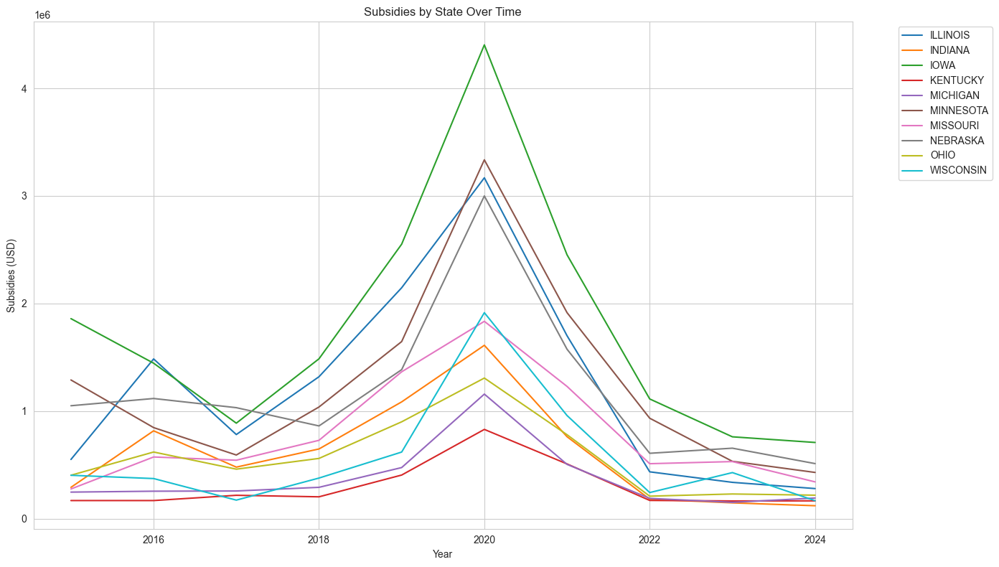 Subsidies by State Over Time
1e6
4
3
2
1
0
Subsidies (USD)
2016 2018 2020 2022 2024
Year
ILLINOIS
INDIANA
IOWA
KENTUCKY
MICHIGAN
MINNESOTA
MISSOURI
NEBRASKA
OHIO
WISCONSIN